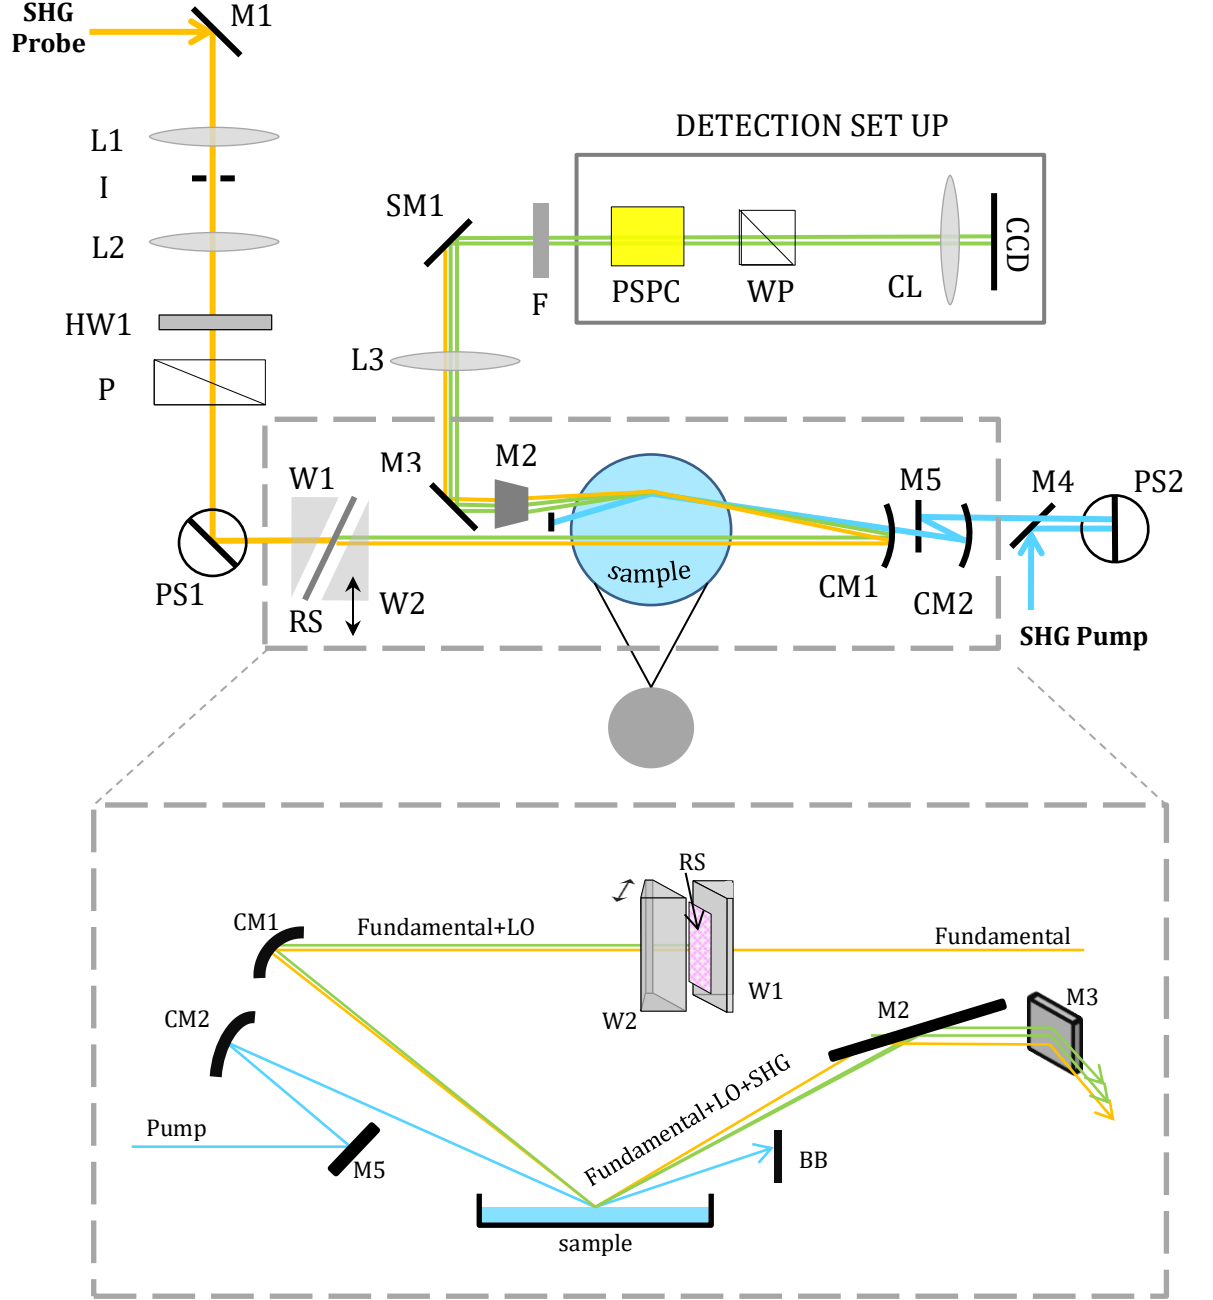 SHG
Probe
M1
L1
I
L2
HW1
P
PS1
DETECTION SET UP
SM1
F
PSPC
WP
CL
CCD
L3
M3
M2
W1
RS
W2
sample
CM1
M5
CM2
M4
PS2
SHG Pump
RS
CM1
Fundamental+LO
Fundamental
W2
W1
CM2
M2
M3
Fundamental+LO+SHG
Pump
M5
BB
sample